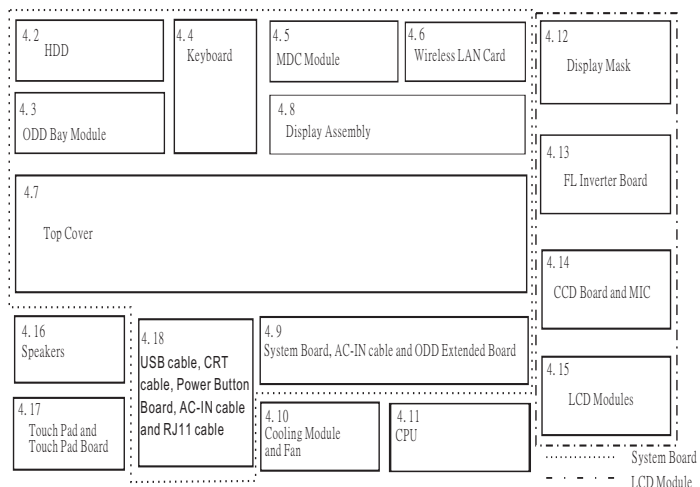 4.2
HDD
4.4
Keyboard
4.5
MDC Module
4.6
Wireless LAN Card
4.12
Display Mask
4.3
ODD Bay Module
4.8
Display Assembly
4.13
FL Inverter Board
4.7
Top Cover
4.14
CCD Board and MIC
4.16
Speakers
4.18
USB cable, CRT
cable, Power Button
Board, AC-IN cable
and RJ11 cable
4.9
System Board, AC-IN cable and ODD Extended Board
4.15
LCD Modules
4.17
Touch Pad and
Touch Pad Board
4.10
Cooling Module
and Fan
4.11
CPU
System Board
LCD Module